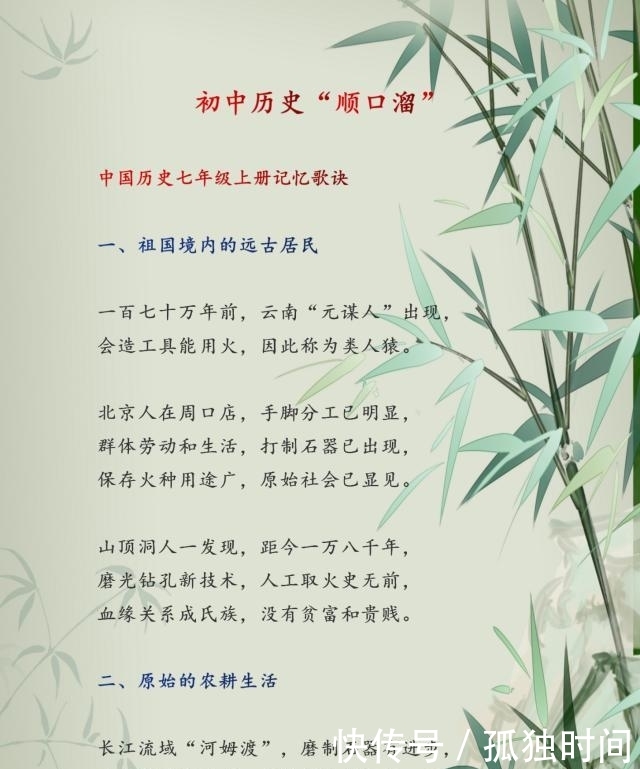 初中历史“顺口溜”
中国历史七年级上册记忆歌诀
一、祖国境内的远古居民
一百七十万年前，云南“元谋人”出现，
会造工具能用火，因此称为类人猿。
北京人在周口店，手脚分工已明显，
群体劳动和生活，打制石器已出现，
保存火种用途广，原始社会已显见。
山顶洞人一发现，距今一万八千年，
磨光钻孔新技术，人工取火史无前，
血缘关系成氏族，没有贫富和贵贱。
二、原始的农耕生活
长江流域“河姆渡”，磨制石器有进步，
快传号/孤独时间